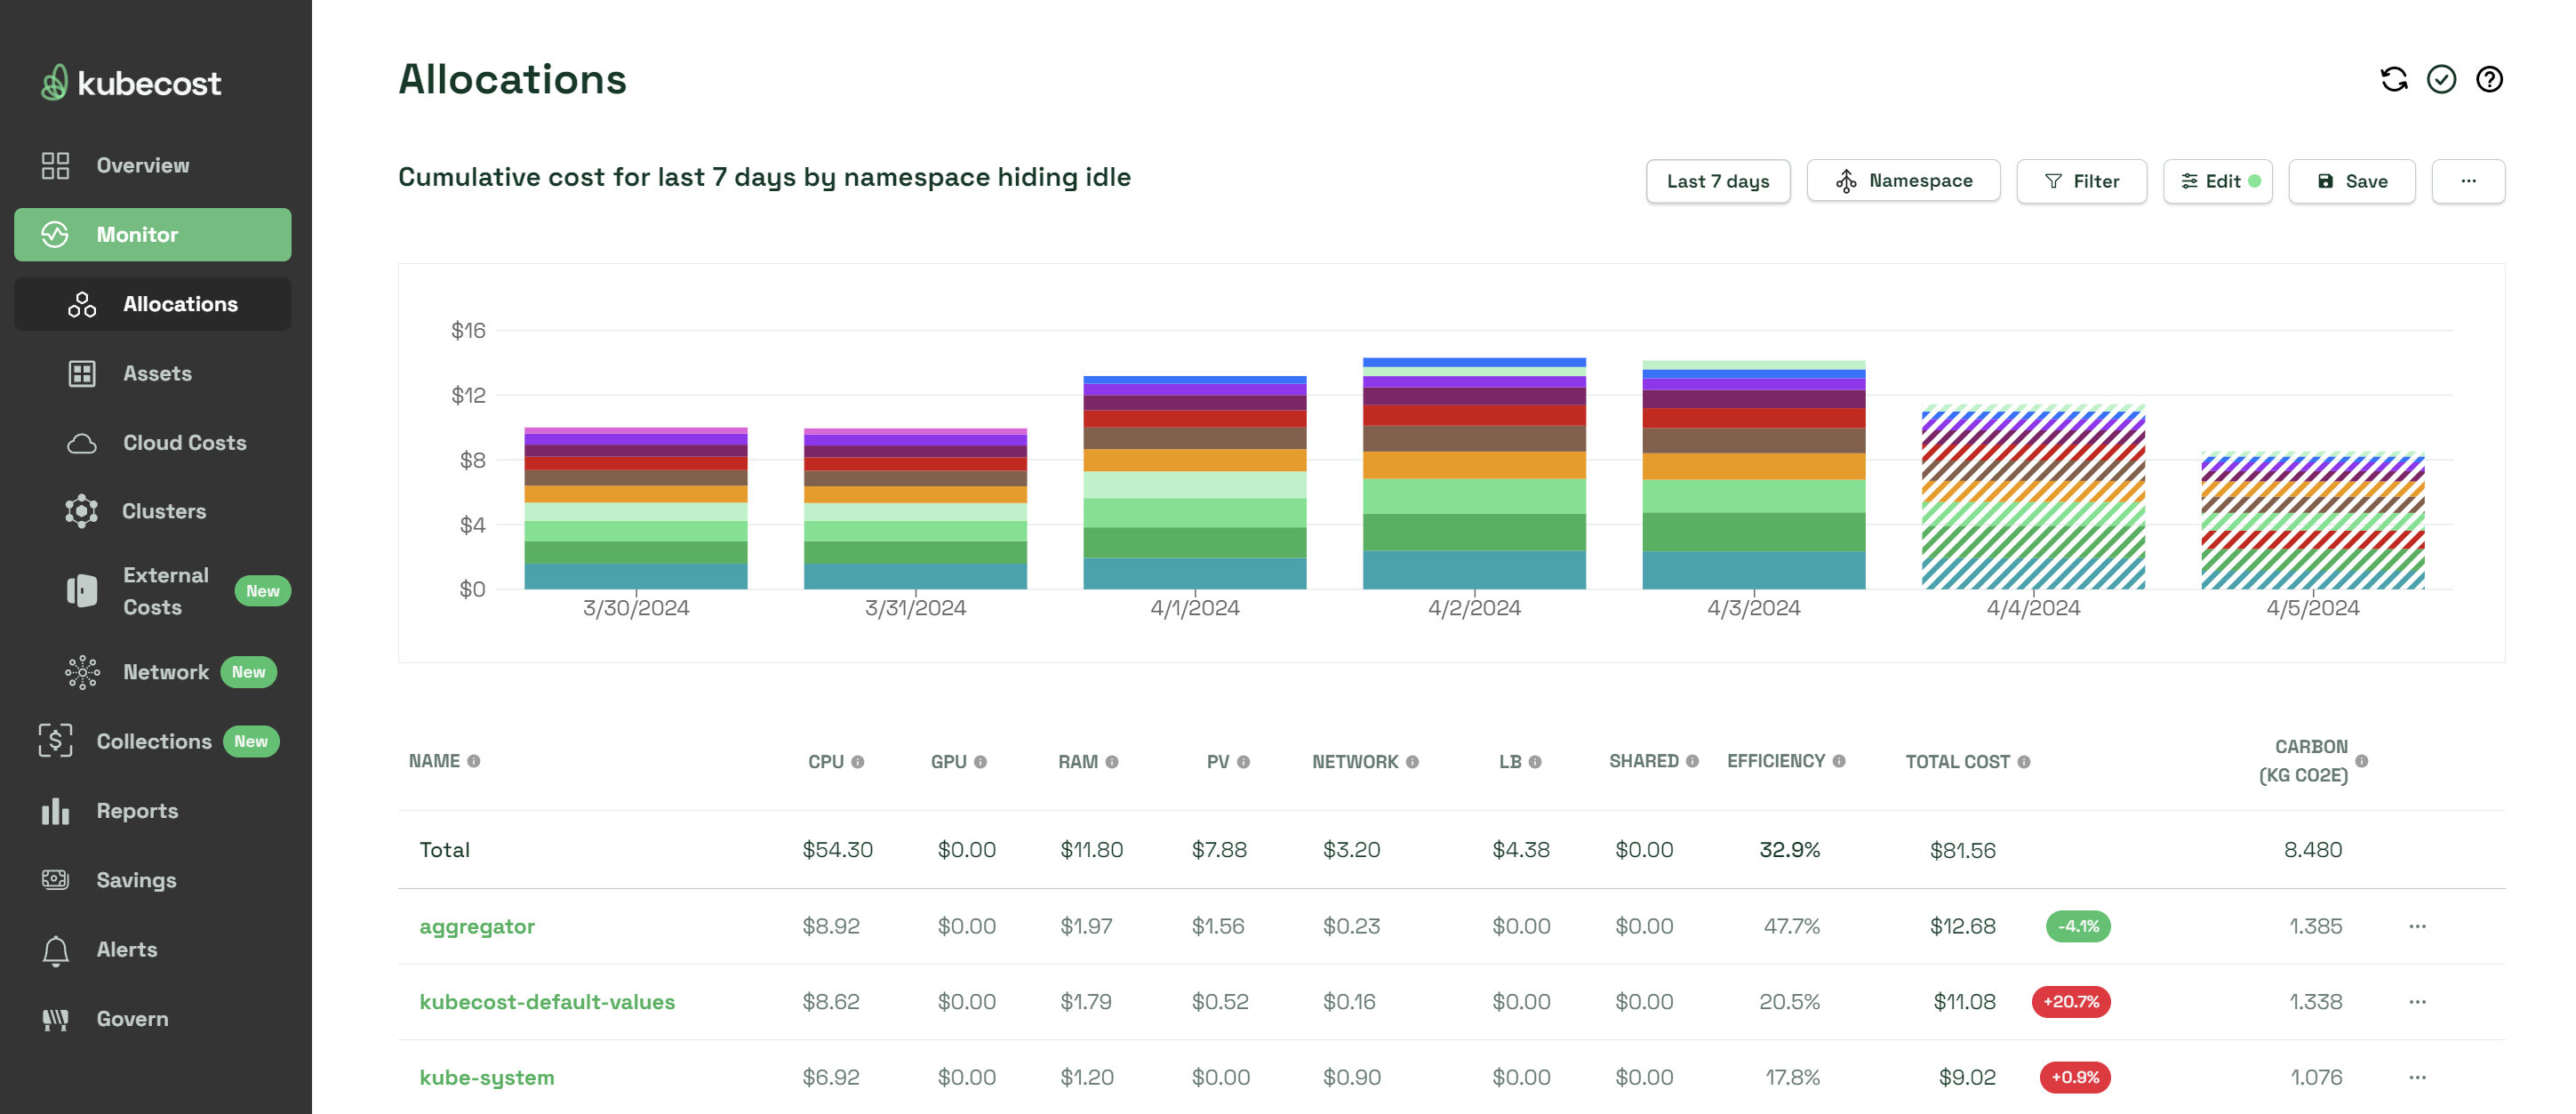 kubecost
Overview
Monitor
Allocations
Assets
Cloud Costs
Clusters
External
Costs
New
Network New
Collections New
Reports
Savings
Alerts
Govern
Allocations
Cumulative cost for last 7 days by namespace hiding idle
Last 7 days Namespace Filter Edit Save ...
$16
$12
$8
$4
$0
3/30/2024 3/31/2024 4/1/2024 4/2/2024 4/3/2024 4/4/2024 4/5/2024
NAME CPU GPU RAM PV NETWORK LB SHARED EFFICIENCY TOTAL COST CARBON
(KG CO2E)
Total $54.30 $0.00 $11.80 $7.88 $3.20 $4.38 $0.00 32.9% $81.56 8.480
aggregator $8.92 $0.00 $1.97 $1.56 $0.23 $0.00 $0.00 47.7% $12.68 -4.1% 1.385 ...
kubecost-default-values $8.62 $0.00 $1.79 $0.52 $0.16 $0.00 $0.00 20.5% $11.08 +20.7% 1.338 ...
kube-system $6.92 $0.00 $1.20 $0.00 $0.90 $0.00 $0.00 17.8% $9.02 +0.9% 1.076 ...